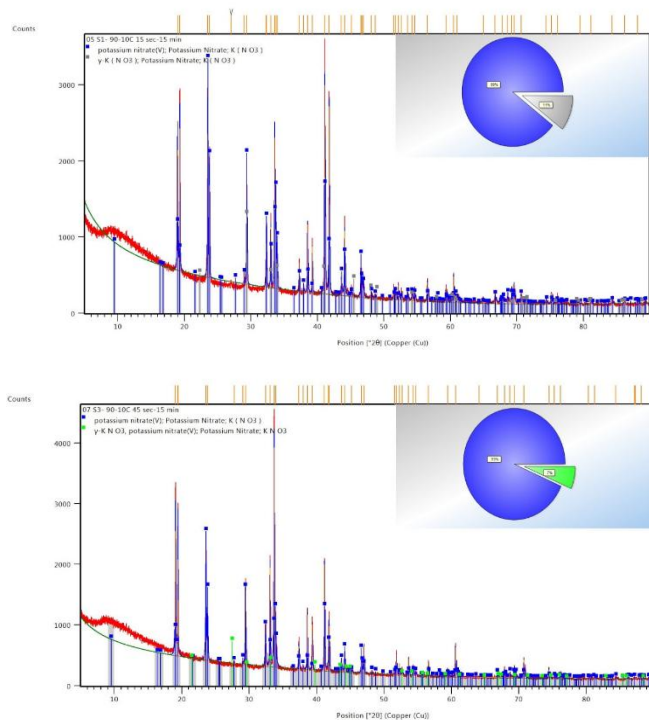 Counts
05 S1- 90-10C 15 sec-15 min
potassium nitrate(V); Potassium Nitrate; K ( N O3 )
γ-K ( N O3 ); Potassium Nitrate; K ( N O3 )
3000
2000
1000
0
10 20 30 40 50 60 70 80
Position [°2θ] (Copper (Cu)
Counts
07 S3- 90-10C 45 sec-15 min
potassium nitrate(V); Potassium Nitrate; K ( N O3 )
γ-K N O3, potassium nitrate(V); Potassium Nitrate; K N O3
4000
3000
2000
1000
0
10 20 30 40 50 60 70 80
Position [°2θ] (Copper (Cu)